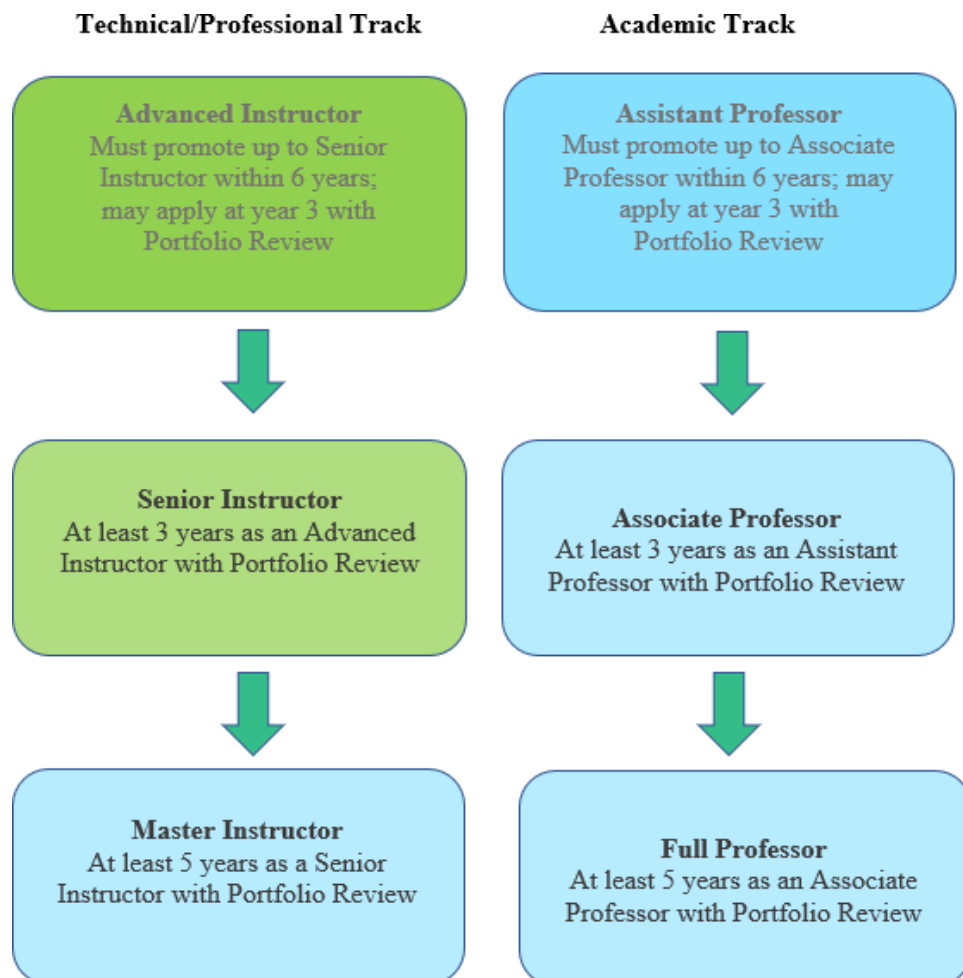 Technical/Professional Track
Academic Track
Advanced Instructor
Must promote up to Senior
Instructor within 6 years;
may apply at year 3 with
Portfolio Review
Assistant Professor
Must promote up to Associate
Professor within 6 years; may
apply at year 3 with
Portfolio Review
Senior Instructor
At least 3 years as an Advanced
Instructor with Portfolio Review
Associate Professor
At least 3 years as an Assistant
Professor with Portfolio Review
Master Instructor
At least 5 years as a Senior
Instructor with Portfolio Review
Full Professor
At least 5 years as an Associate
Professor with Portfolio Review